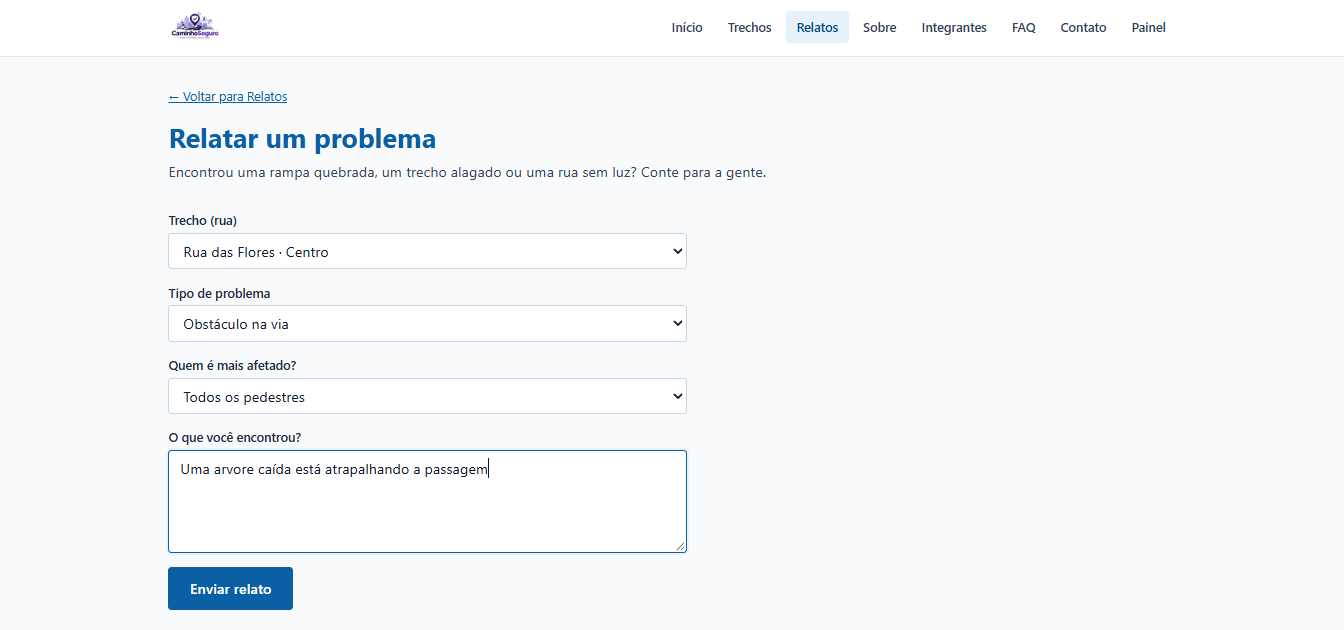 CaminhoSeguro
Início Trechos Relatos Sobre Integrantes FAQ Contato Painel
← Voltar para Relatos
Relatar um problema
Encontrou uma rampa quebrada, um trecho alagado ou uma rua sem luz? Conte para a gente.
Trecho (rua)
Rua das Flores · Centro
Tipo de problema
Obstáculo na via
Quem é mais afetado?
Todos os pedestres
O que você encontrou?
Uma arvore caída está atrapalhando a passagem
Enviar relato